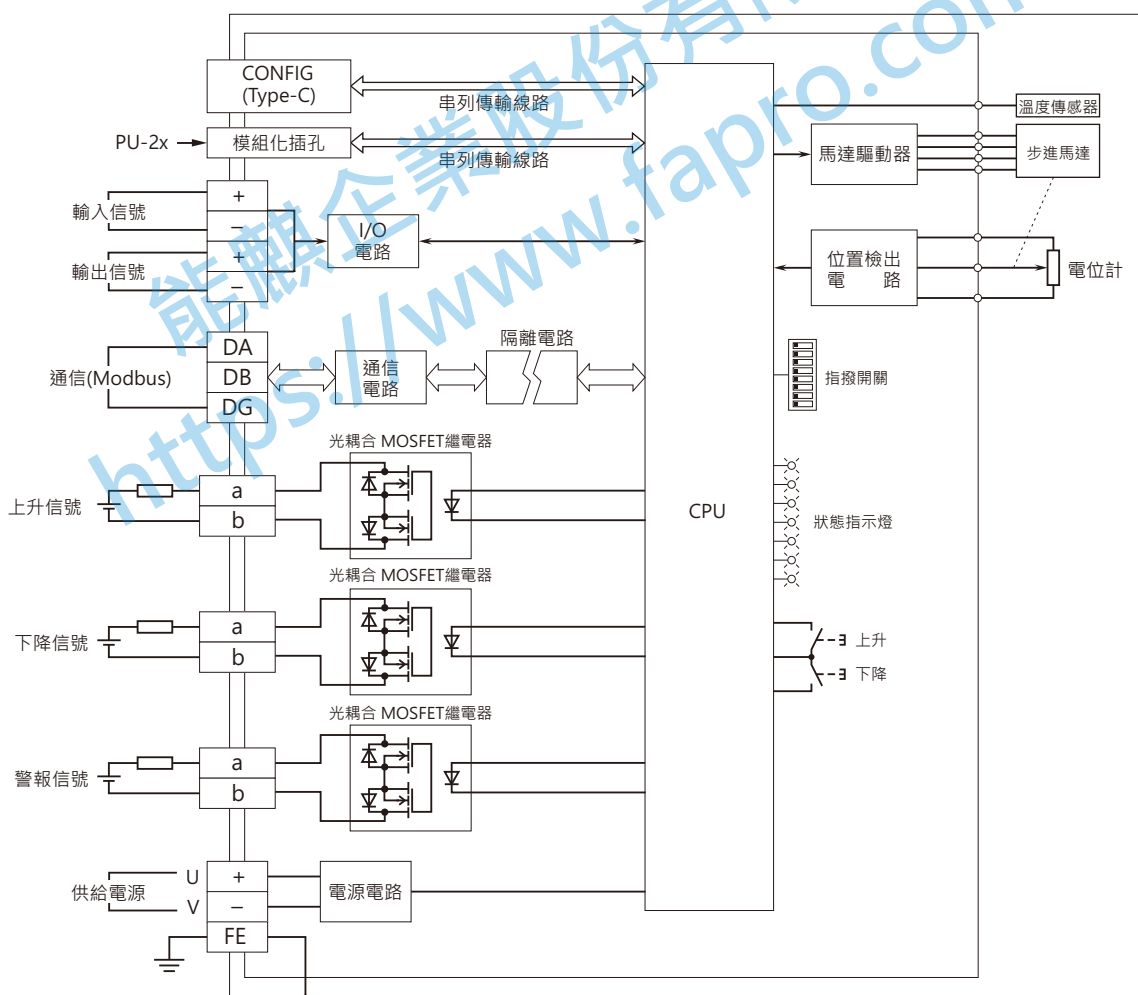 CONFIG
(Type-C)
串列傳輸線路
PU-2x
模組化插孔
串列傳輸線路
輸入信號
+
−
輸出信號
+
−
I/O
電路
溫度傳感器
馬達驅動器
步進馬達
位置檢出
電　路
電位計
通信(Modbus)
DA
DB
DG
通信
電路
隔離電路
指撥開關
光耦合 MOSFET繼電器
上升信號
a
b
CPU
狀態指示燈
光耦合 MOSFET繼電器
下降信號
a
b
上升
下降
光耦合 MOSFET繼電器
警報信號
a
b
供給電源
U
V
+
−
電源電路
FE
能麒企業股份有
https://www.fapro.com